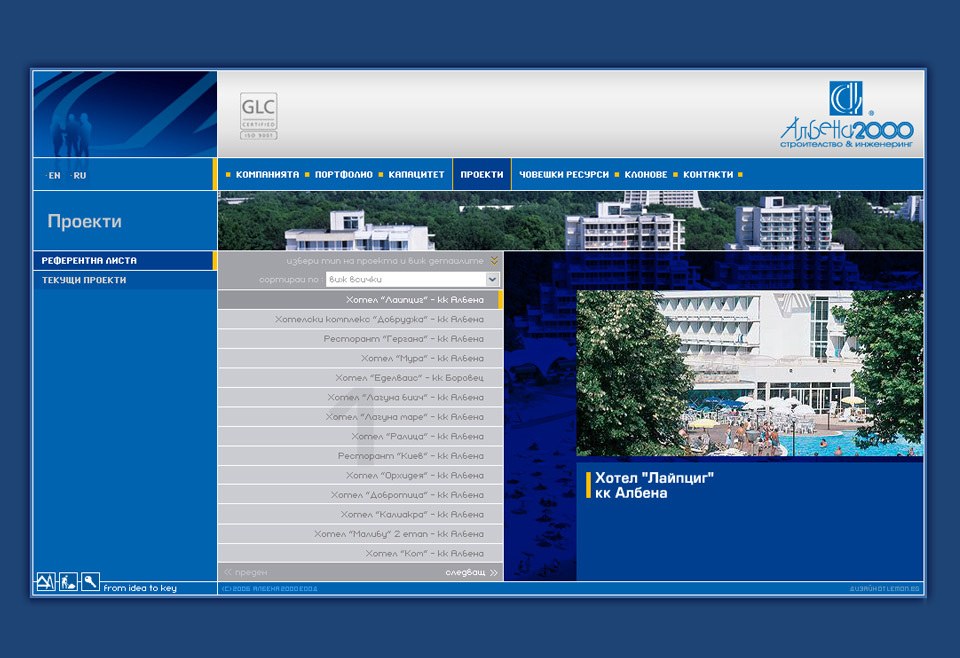 GLC
CERTIFIED
ISO 9001
Албена2000®
строителство & инженеринг
EN RU
КОМПАНИЯТА ПОРТФОЛИО КАПАЦИТЕТ ПРОЕКТИ ЧОВЕШКИ РЕСУРСИ КЛОНОВЕ КОНТАКТИ
Проекти
РЕФЕРЕНТНА ЛИСТА
ТЕКУЩИ ПРОЕКТИ
избери тип на проекта и виж детайлите
сортирай по виж всички
Хотел "Лайпциг" - кк Албена
Хотелски комплекс "Добруджа" - кк Албена
Ресторант "Гергана" - кк Албена
Хотел "Мура" - кк Албена
Хотел "Еделвайс" - кк Боровец
Хотел "Лагуна бийч" - кк Албена
Хотел "Лагуна маре" - кк Албена
Хотел "Ралица" - кк Албена
Ресторант "Киев" - кк Албена
Хотел "Орхидея" - кк Албена
Хотел "Добротица" - кк Албена
Хотел "Калиакра" - кк Албена
Хотел "Малибу" 2 етап - кк Албена
Хотел "Ком" - кк Албена
1
« преден следващ »
Хотел "Лайпциг"
кк Албена
from idea to key
(C) 2006 АЛБЕНА 2000 ЕООД
ДИЗАЙН ОТ LEMON.BG